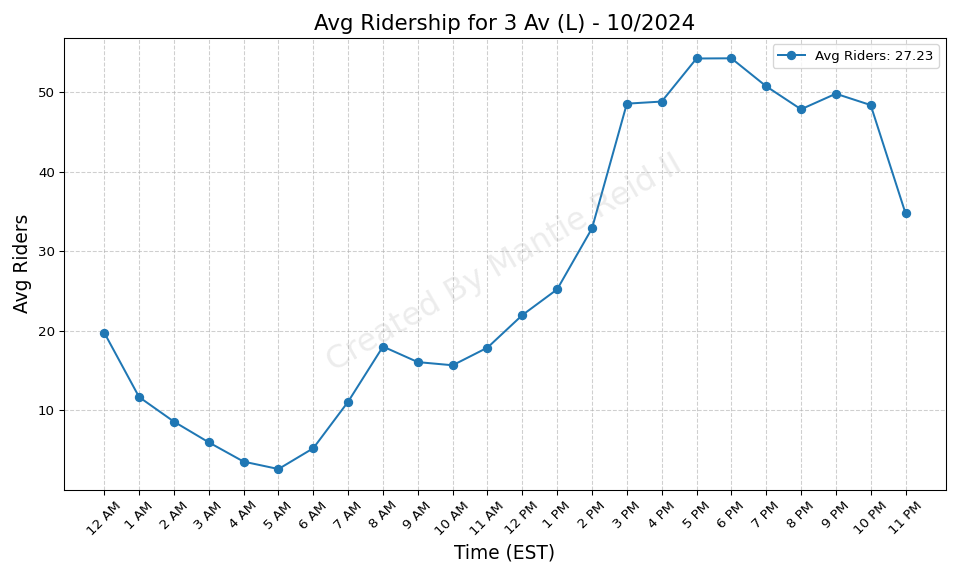 Avg Ridership for 3 Av (L) - 10/2024
Avg Riders: 27.23
50
40
30
20
10
Avg Riders
Created By Mantie Reid II
12 AM
1 AM
2 AM
3 AM
4 AM
5 AM
6 AM
7 AM
8 AM
9 AM
10 AM
11 AM
12 PM
1 PM
2 PM
3 PM
4 PM
5 PM
6 PM
7 PM
8 PM
9 PM
10 PM
11 PM
Time (EST)